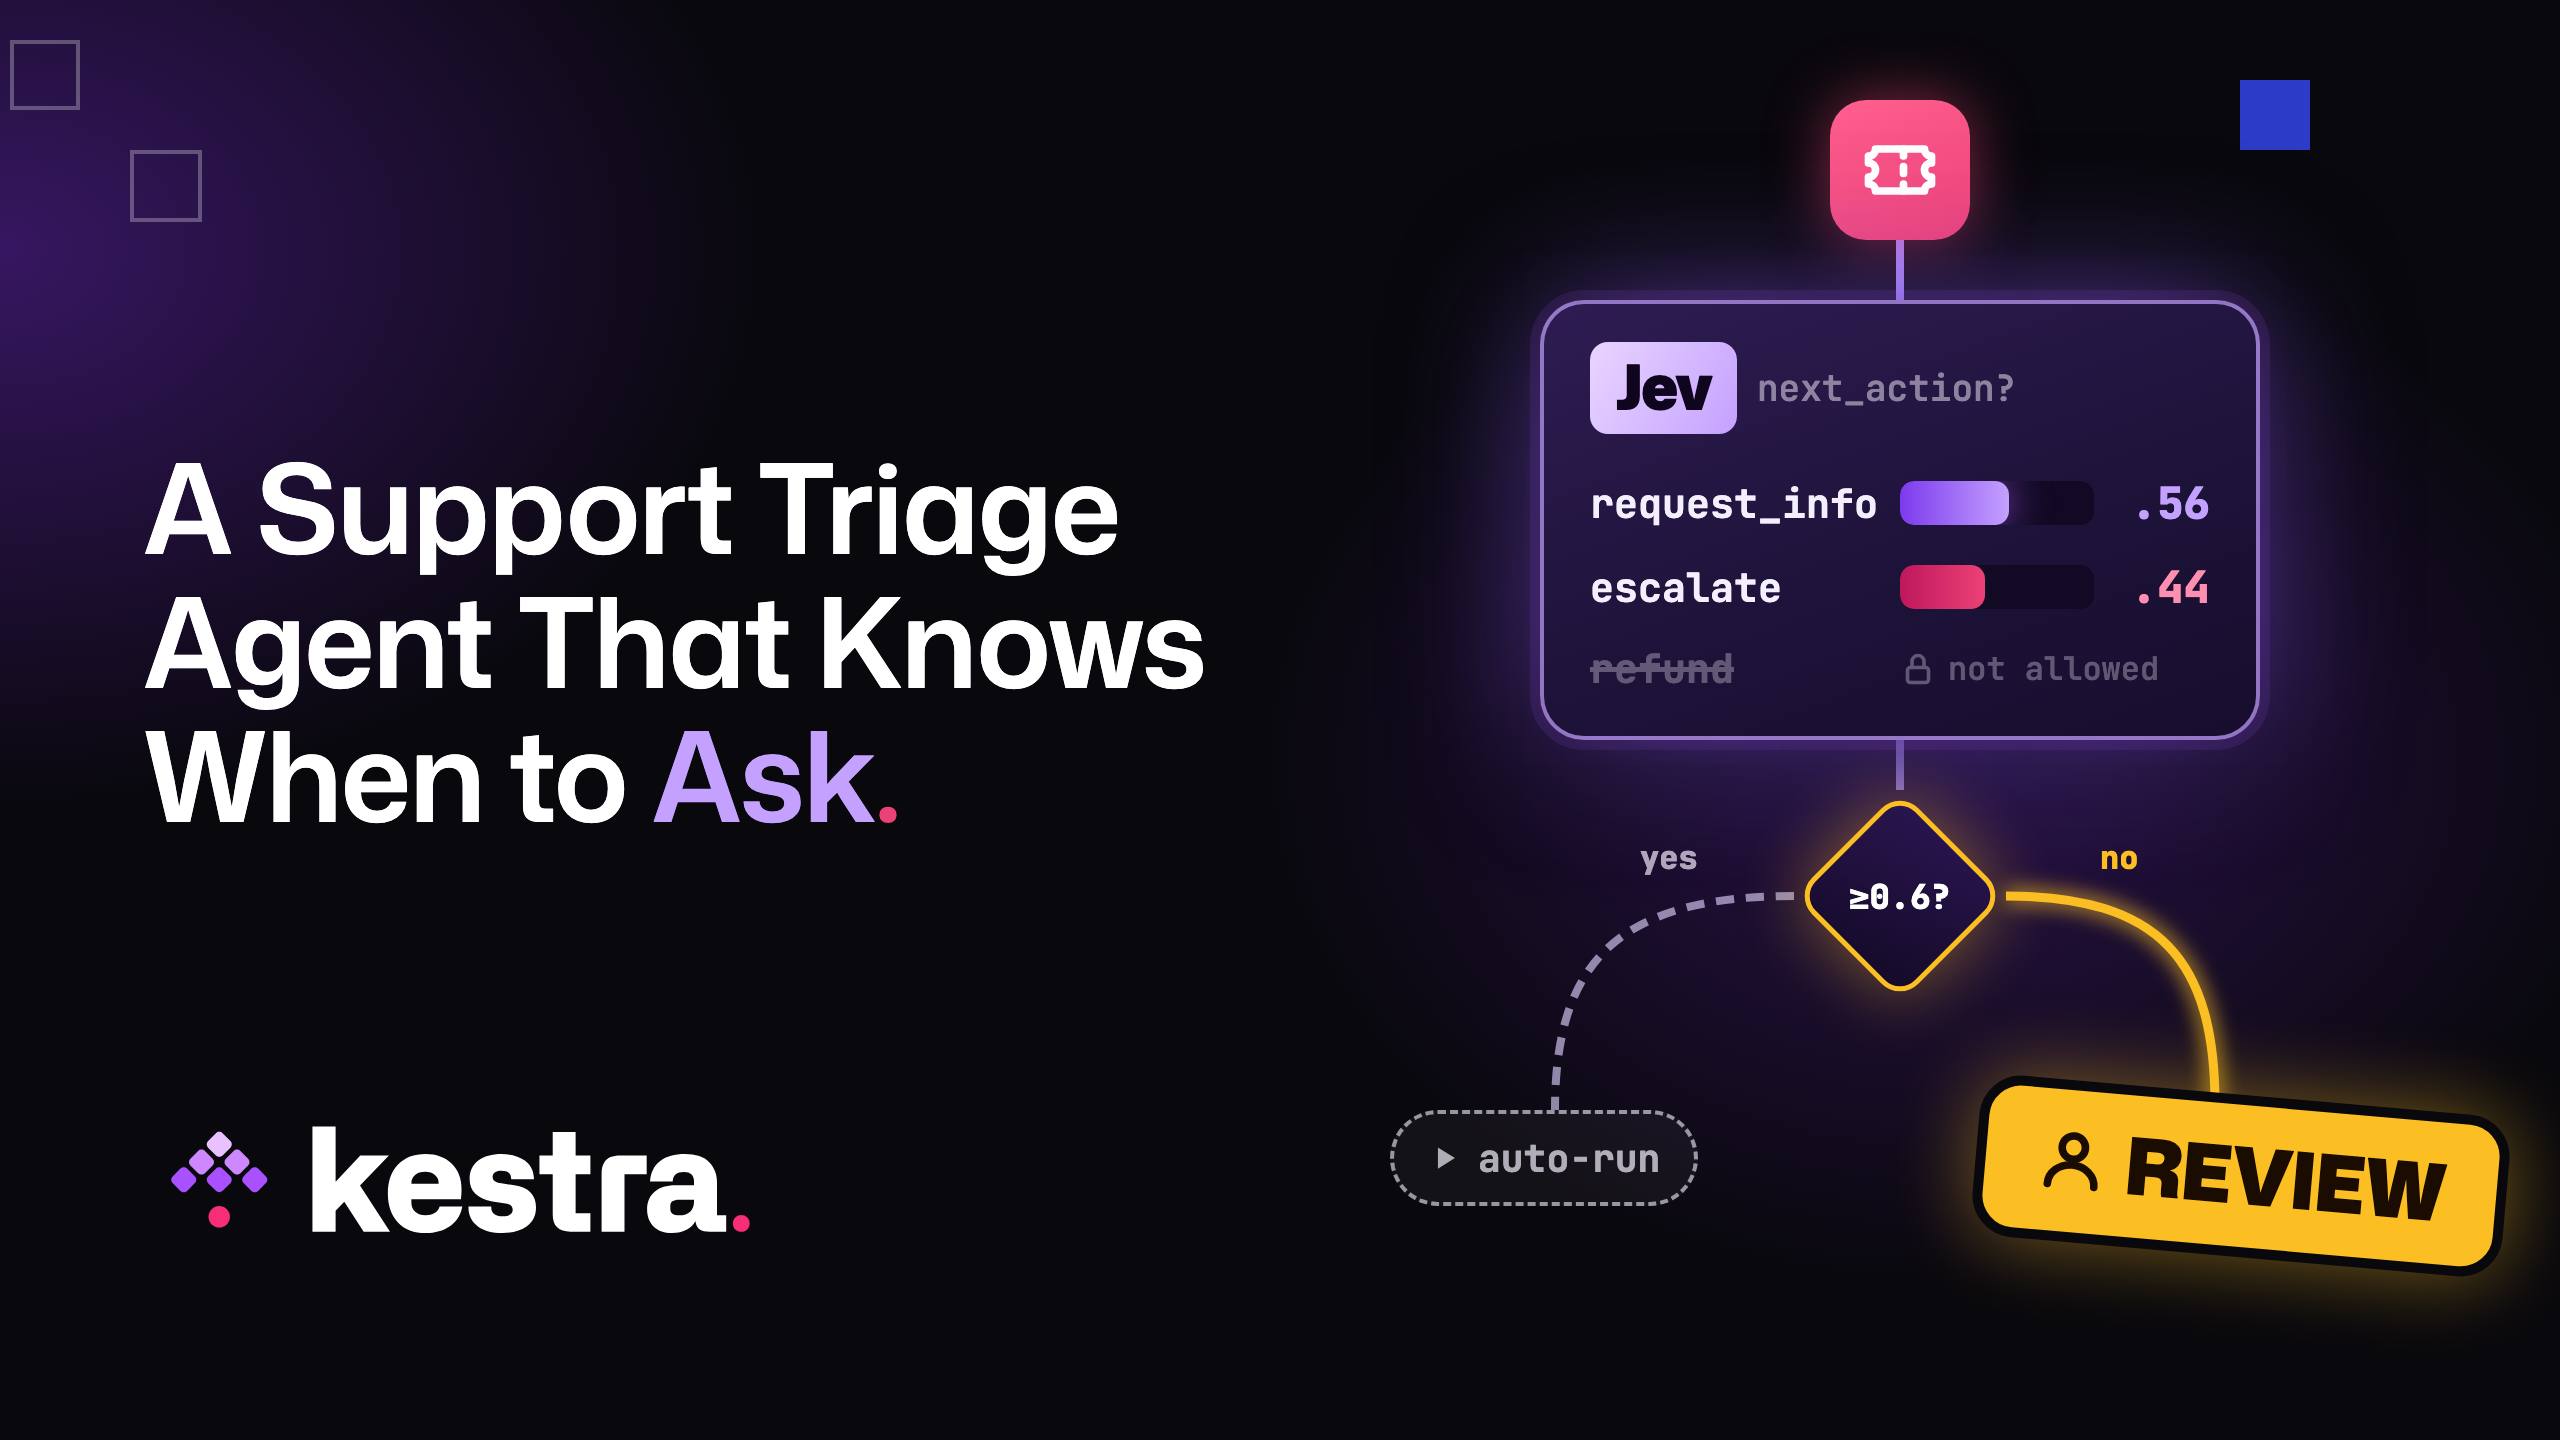 A Support Triage
Agent That Knows
When to Ask.
kestra.
Jev next_action?
request_info .56
escalate .44
refund not allowed
≥0.6?
yes
no
auto-run
REVIEW